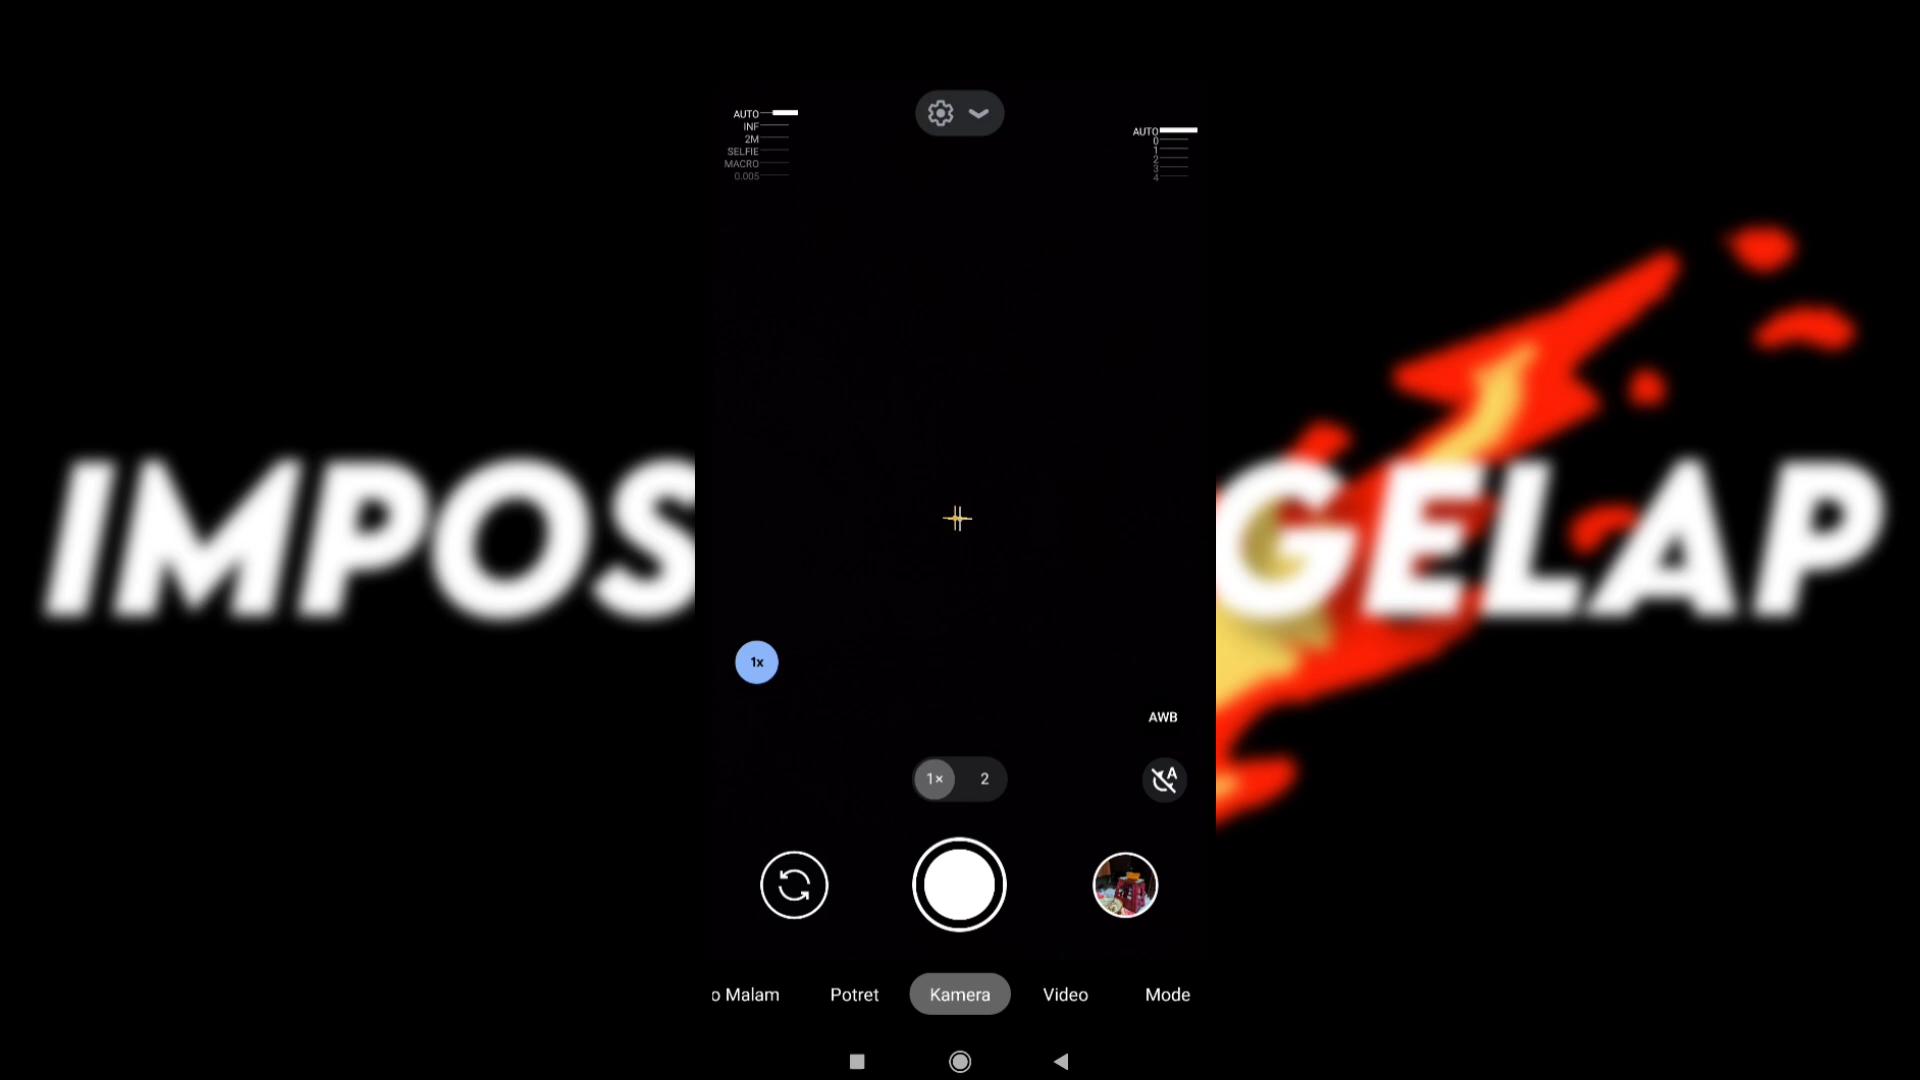 AUTO
INF
2M
SELFIE
MACRO
0.005
AUTO
0
1
2
3
4
IMPOS GELAP
1x
AWB
1× 2
A
o Malam Potret Kamera Video Mode